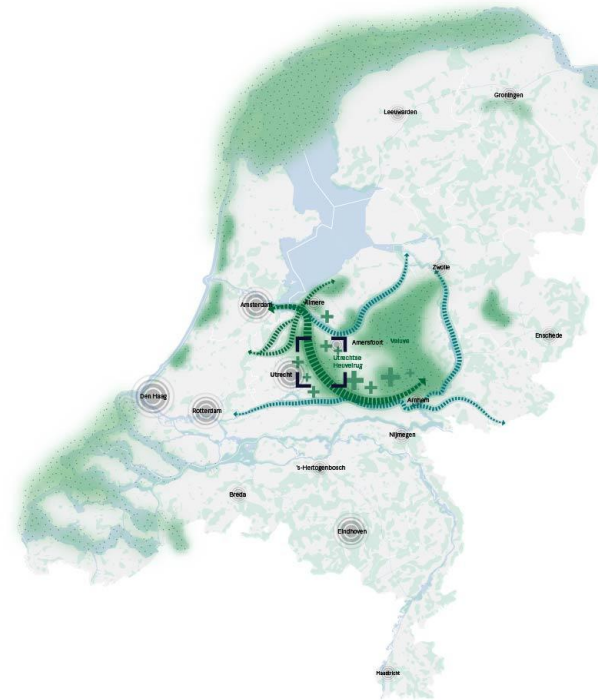 Groningen
Leeuwarden
Zwolle
Amsterdam
Almere
Enschede
Amersfoort
Veluwe
Utrechtse
Heuvelrug
Utrecht
Den Haag
Rotterdam
Arnhem
Nijmegen
's-Hertogenbosch
Breda
Eindhoven
Maastricht